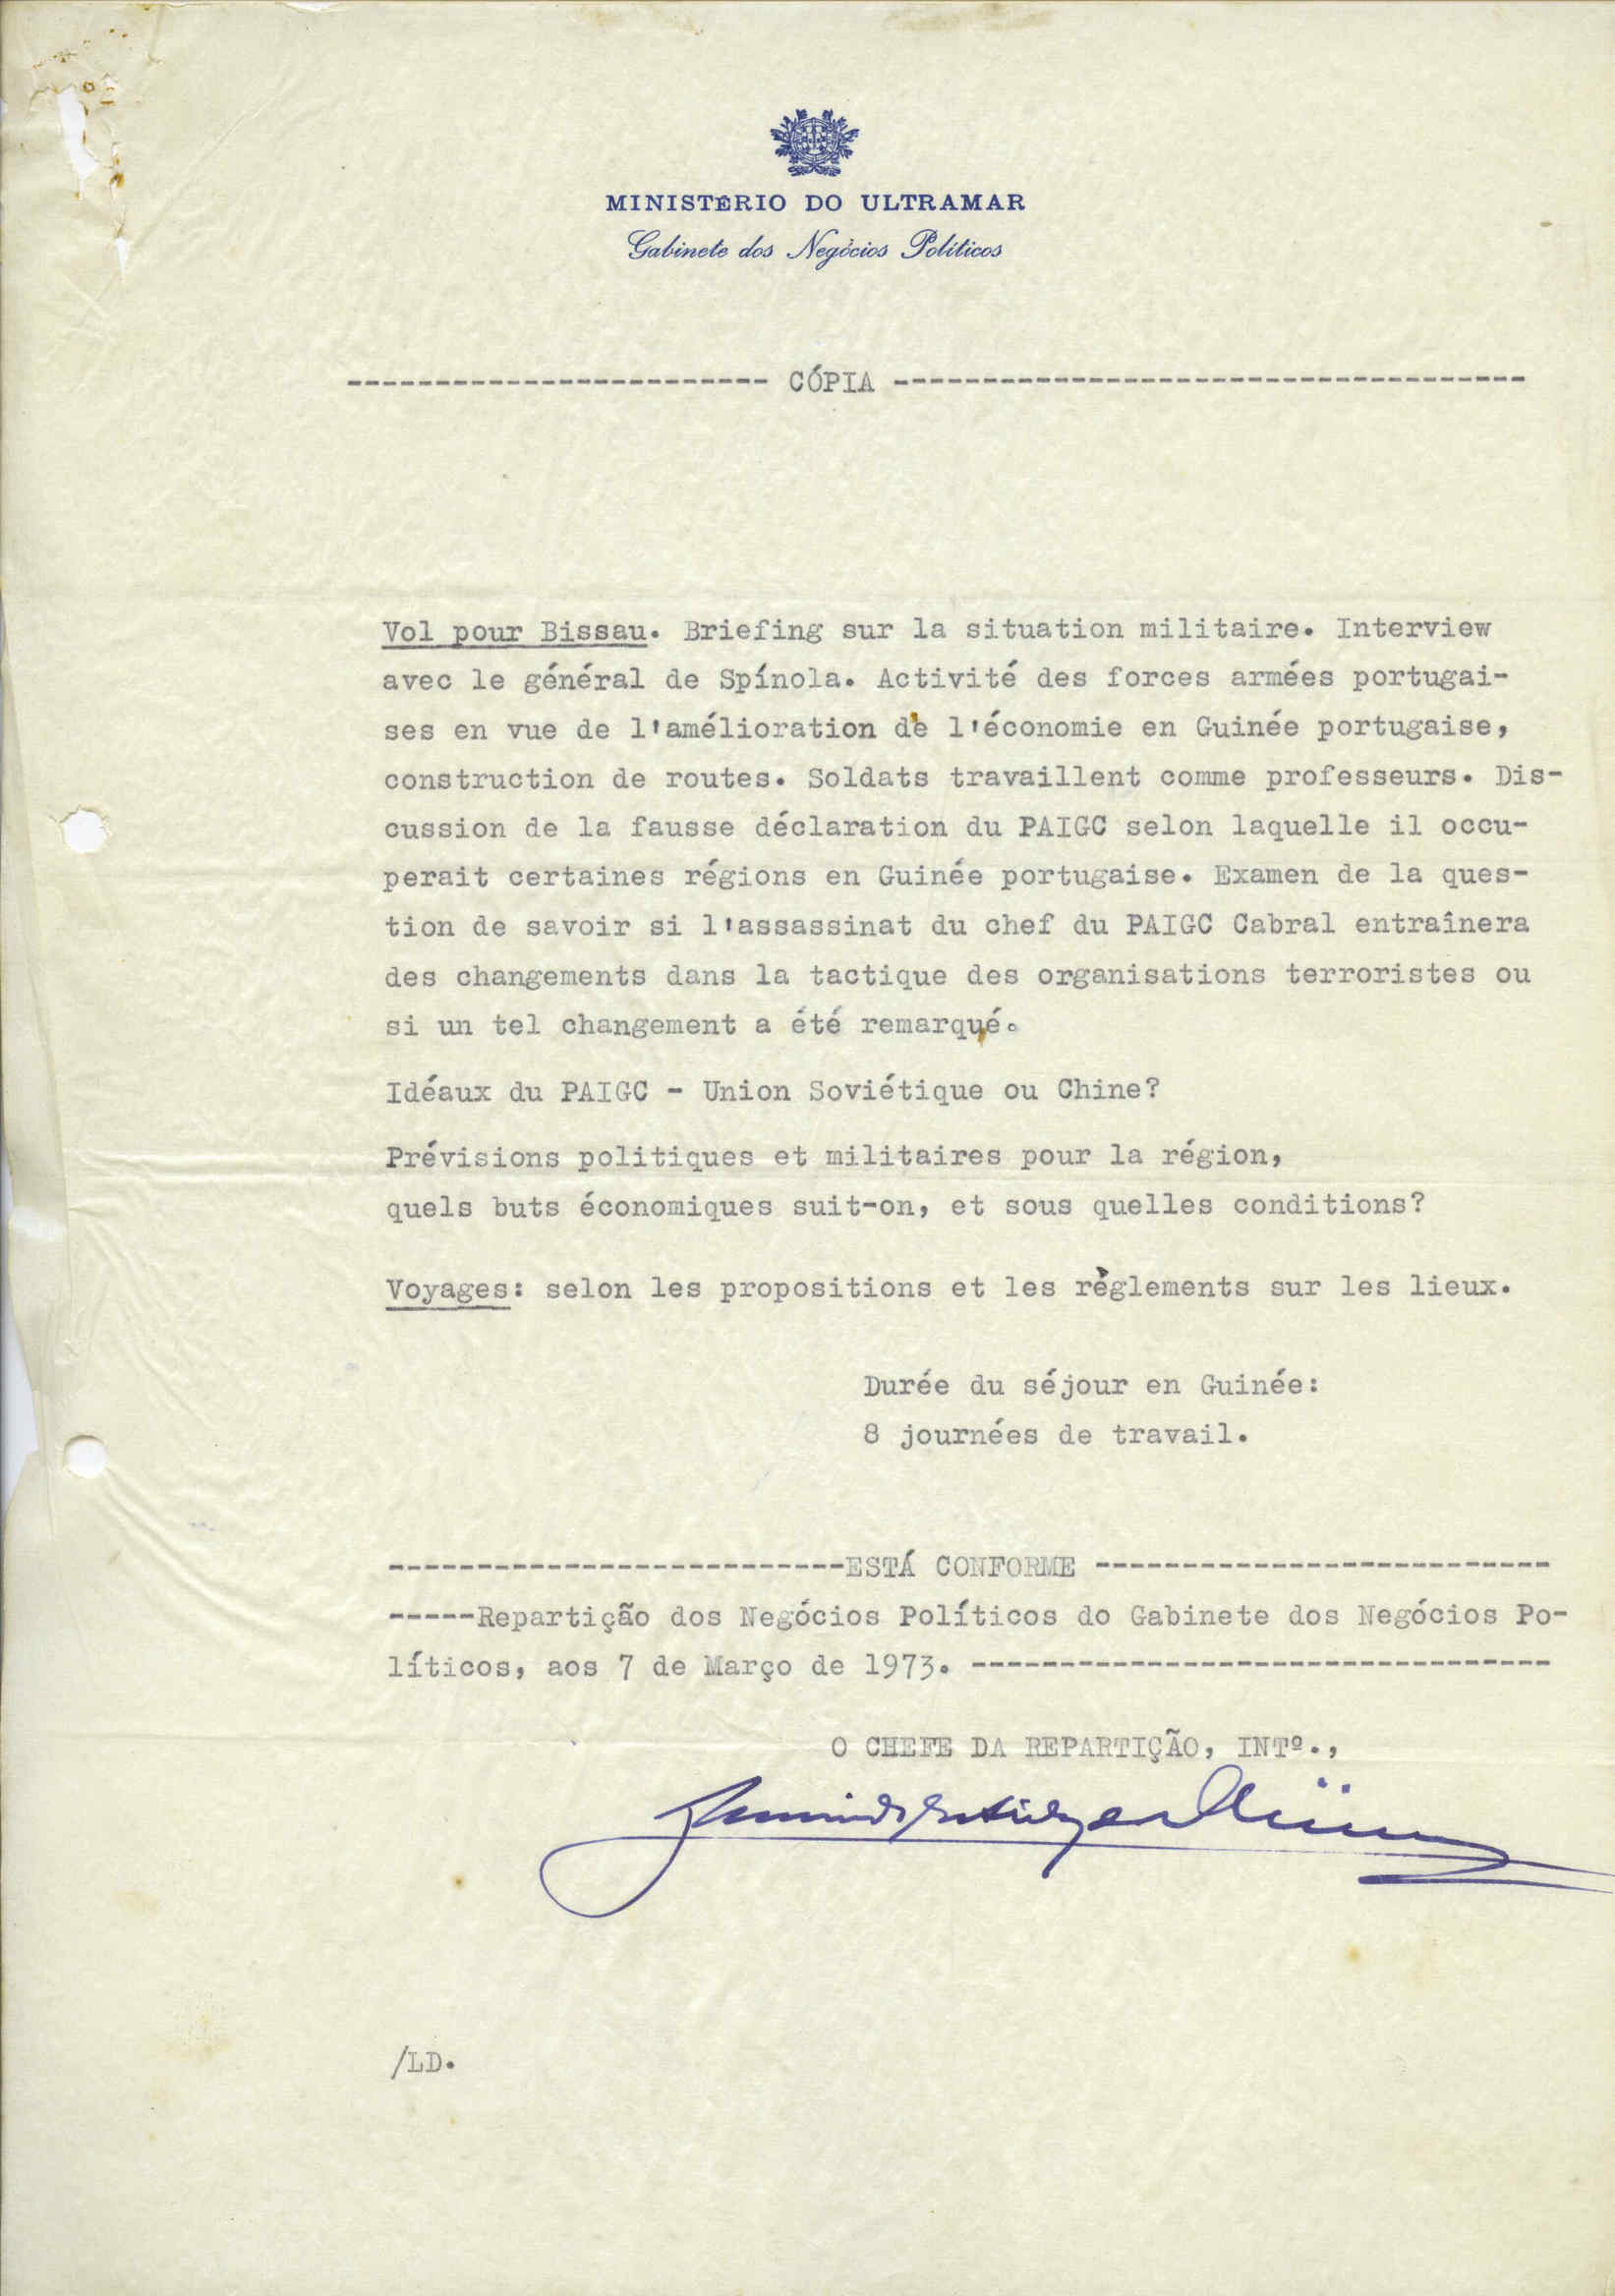 MINISTÉRIO DO ULTRAMAR
Gabinete dos Negócios Políticos
------------------------ CÓPIA ------------------------------------
Vol pour Bissau. Briefing sur la situation militaire. Interview
avec le général de Spínola. Activité des forces armées portugai-
ses en vue de l'amélioration de l'économie en Guinée portugaise,
construction de routes. Soldats travaillent comme professeurs. Dis-
cussion de la fausse déclaration du PAIGC selon laquelle il occu-
perait certaines régions en Guinée portugaise. Examen de la ques-
tion de savoir si l'assassinat du chef du PAIGC Cabral entraînera
des changements dans la tactique des organisations terroristes ou
si un tel changement a été remarqué.
Idéaux du PAIGC - Union Soviétique ou Chine?
Prévisions politiques et militaires pour la région,
quels buts économiques suit-on, et sous quelles conditions?
Voyages: selon les propositions et les règlements sur les lieux.
Durée du séjour en Guinée:
8 journées de travail.
--------------------------ESTÁ CONFORME --------------------------
-----Repartição dos Negócios Políticos do Gabinete dos Negócios Po-
líticos, aos 7 de Março de 1973. ---------------------------------
O CHEFE DA REPARTIÇÃO, INTº.,
/LD.